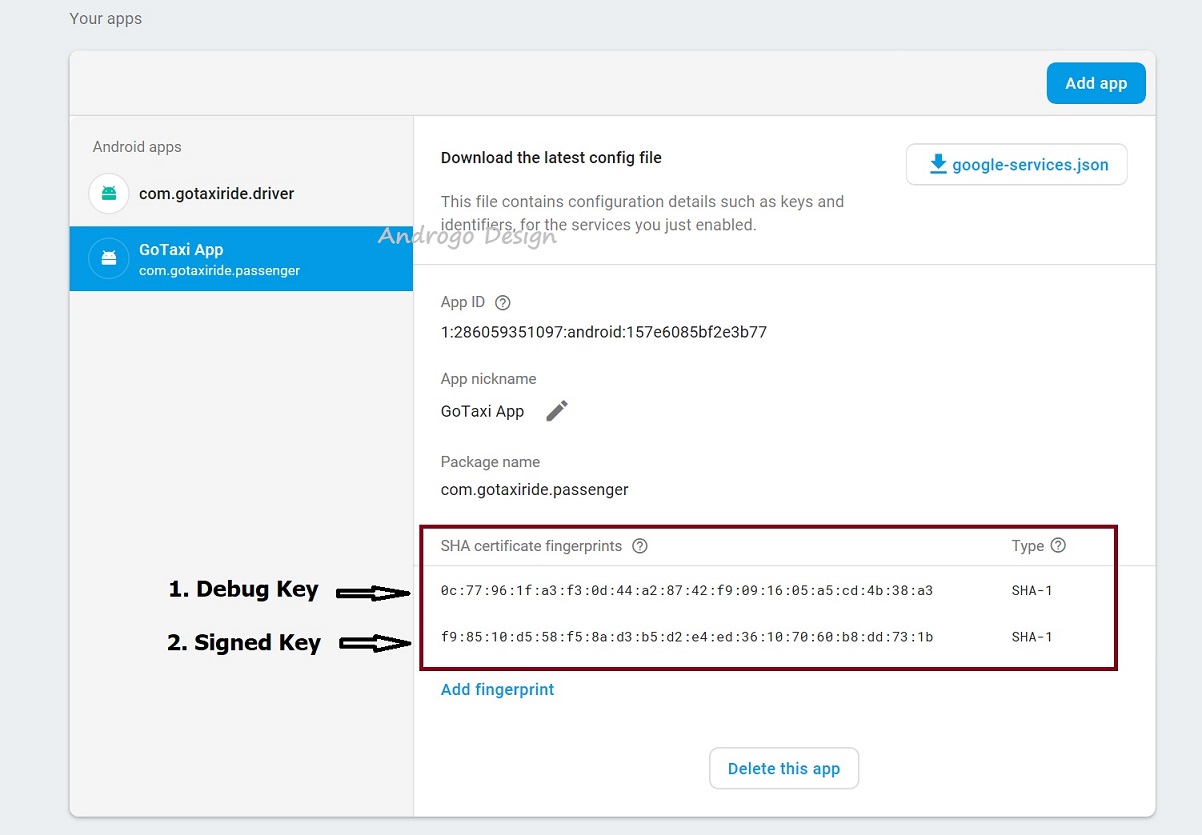 Your apps
Add app
Android apps
com.gotaxiride.driver
GoTaxi App
com.gotaxiride.passenger
Download the latest config file
google-services.json
This file contains configuration details such as keys and
identifiers, for the services you just enabled.
Androgo Design
App ID ?
1:286059351097:android:157e6085bf2e3b77
App nickname
GoTaxi App
Package name
com.gotaxiride.passenger
SHA certificate fingerprints ? Type ?
1. Debug Key 0c:77:96:1f:a3:f3:0d:44:a2:87:42:f9:09:16:05:a5:cd:4b:38:a3 SHA-1
2. Signed Key f9:85:10:d5:58:f5:8a:d3:b5:d2:e4:ed:36:10:70:60:b8:dd:73:1b SHA-1
Add fingerprint
Delete this app